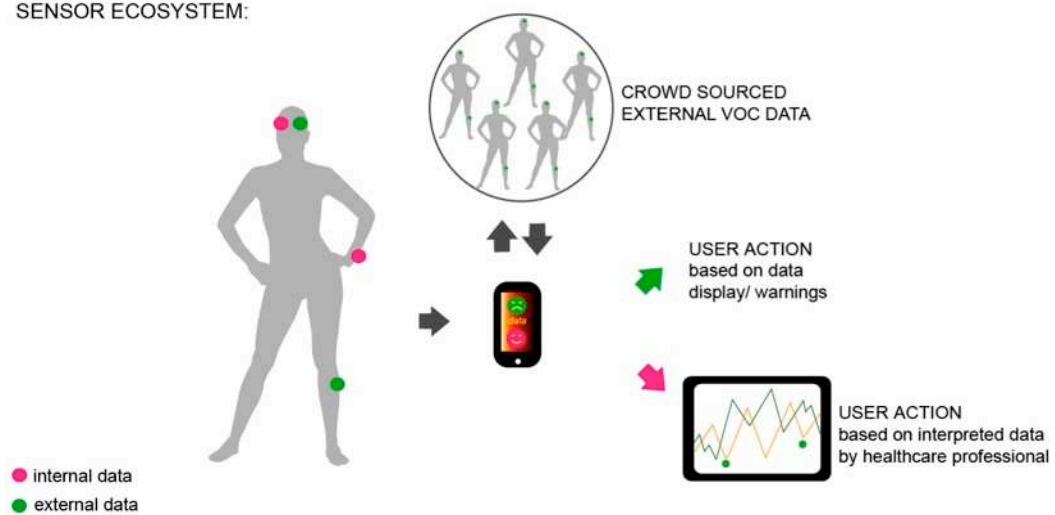 SENSOR ECOSYSTEM:
CROWD SOURCED
EXTERNAL VOC DATA
USER ACTION
based on data
display/ warnings
data
USER ACTION
based on interpreted data
by healthcare professional
internal data
external data